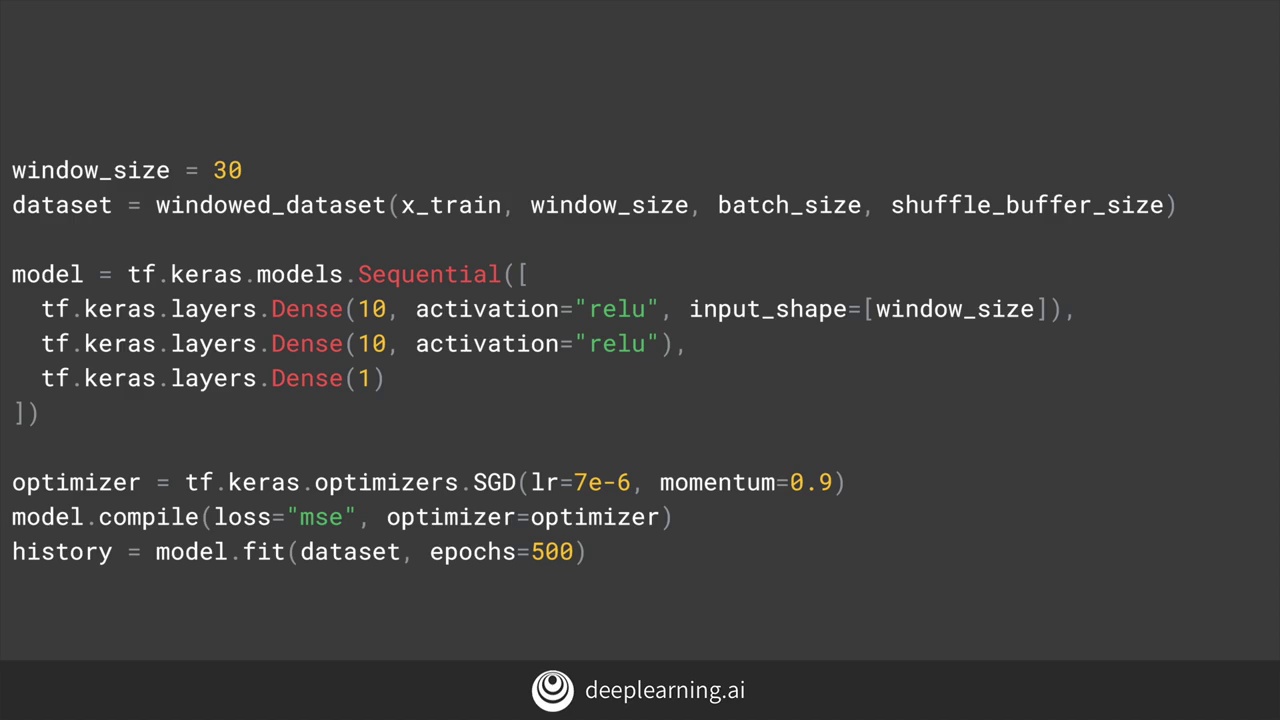 window_size = 30
dataset = windowed_dataset(x_train, window_size, batch_size, shuffle_buffer_size)
model = tf.keras.models.Sequential([
  tf.keras.layers.Dense(10, activation="relu", input_shape=[window_size]),
  tf.keras.layers.Dense(10, activation="relu"),
  tf.keras.layers.Dense(1)
])
optimizer = tf.keras.optimizers.SGD(lr=7e-6, momentum=0.9)
model.compile(loss="mse", optimizer=optimizer)
history = model.fit(dataset, epochs=500)
deeplearning.ai